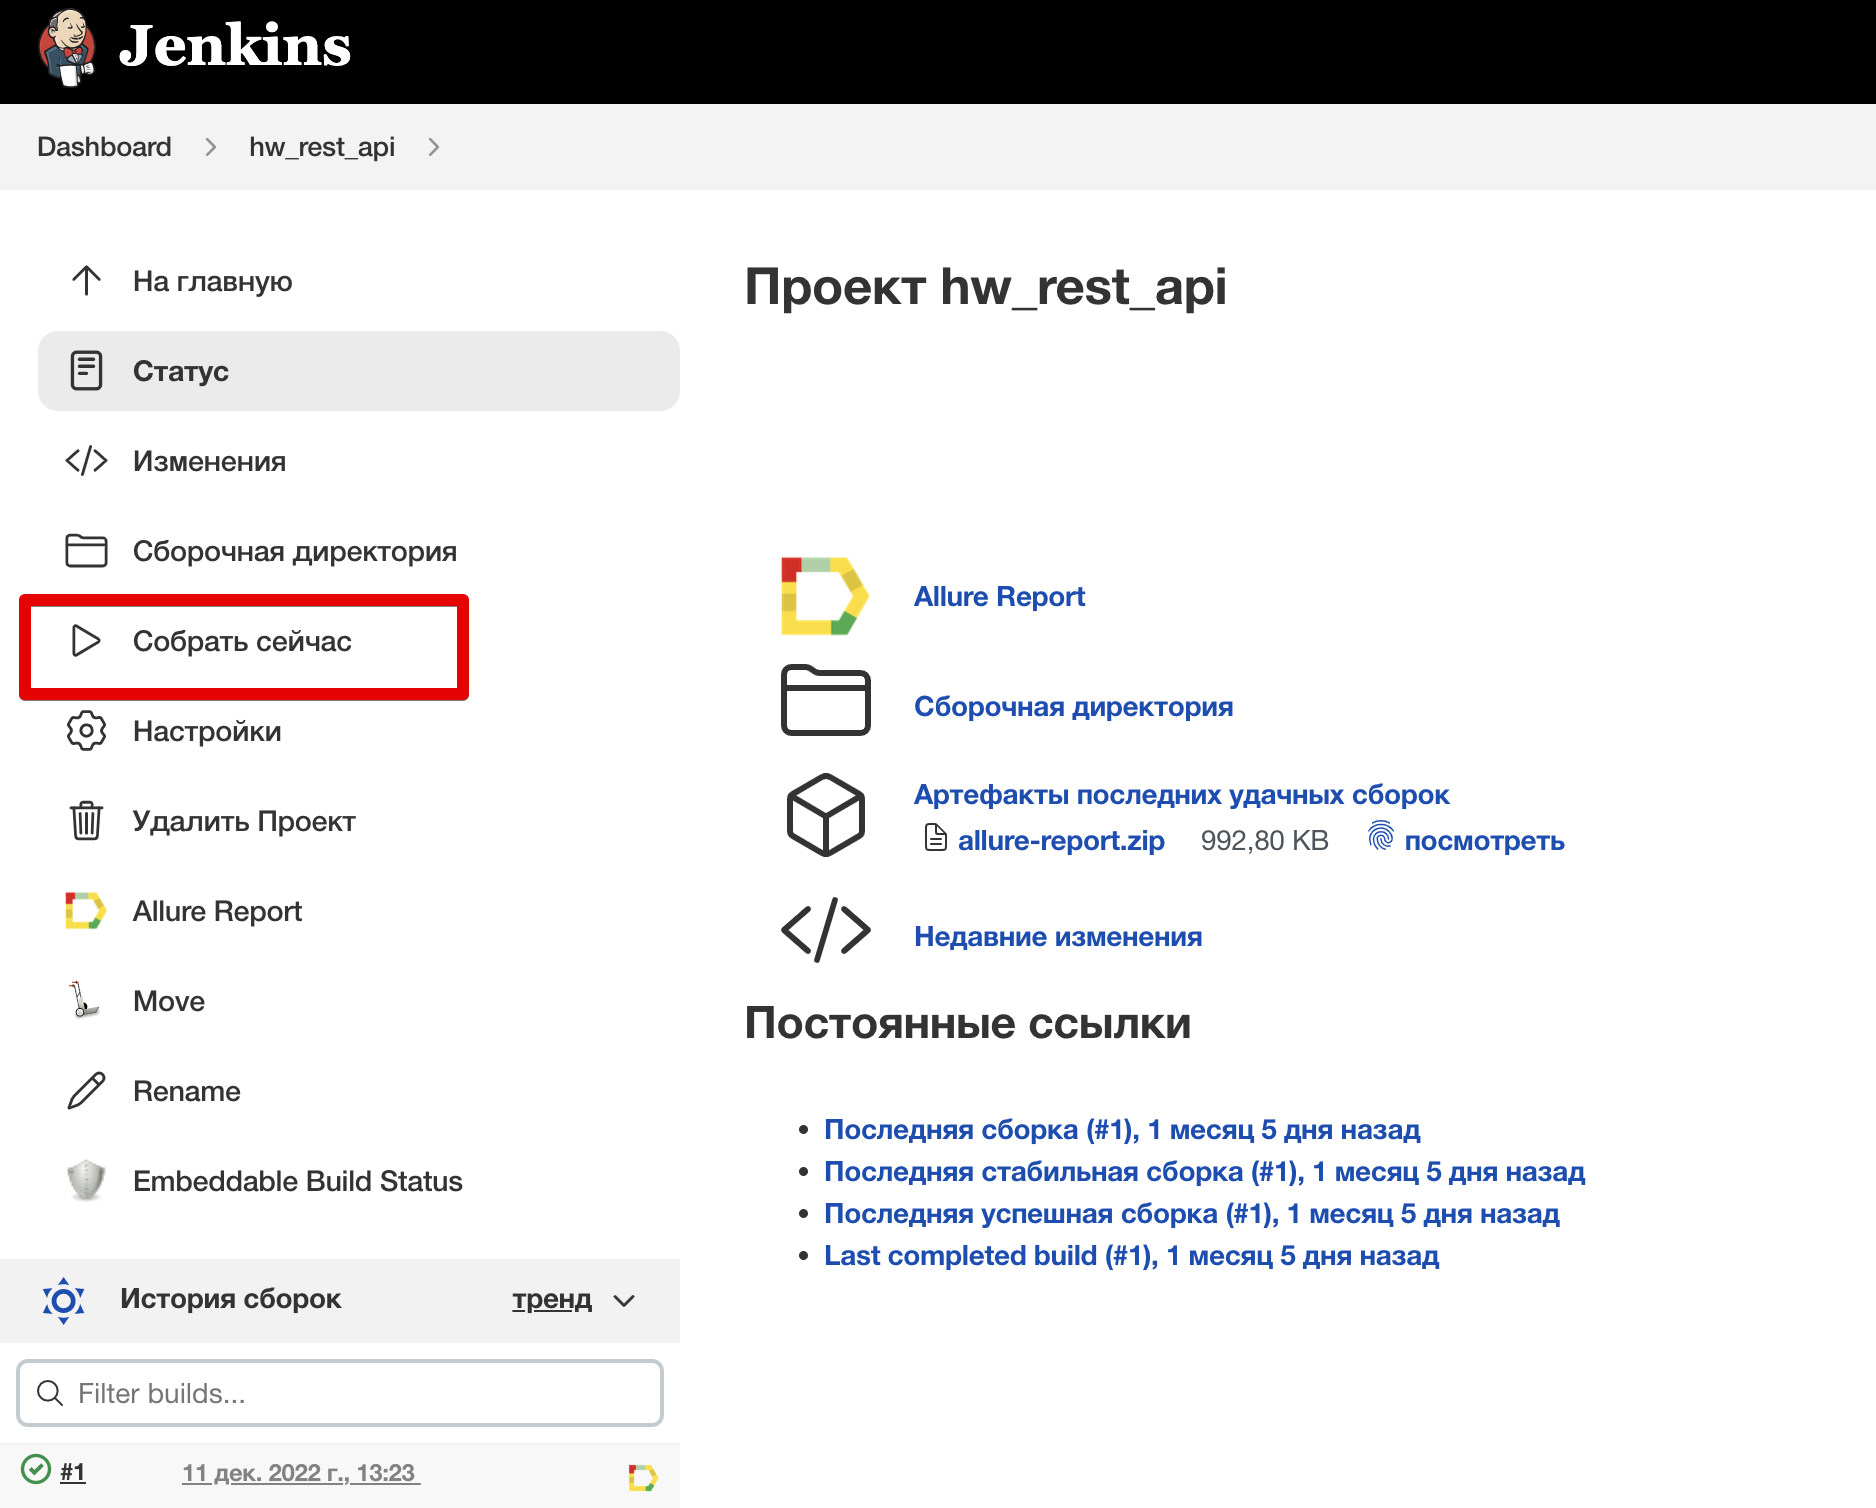 Jenkins
Dashboard
hw_rest_api
На главную
Статус
Изменения
Сборочная директория
Собрать сейчас
Настройки
Удалить Проект
Allure Report
Move
Rename
Embeddable Build Status
История сборок
тренд
Filter builds...
#1
11 дек. 2022 г., 13:23
Проект hw_rest_api
Allure Report
Сборочная директория
Артефакты последних удачных сборок
allure-report.zip 992,80 KB посмотреть
Недавние изменения
Постоянные ссылки
Последняя сборка (#1), 1 месяц 5 дня назад
Последняя стабильная сборка (#1), 1 месяц 5 дня назад
Последняя успешная сборка (#1), 1 месяц 5 дня назад
Last completed build (#1), 1 месяц 5 дня назад